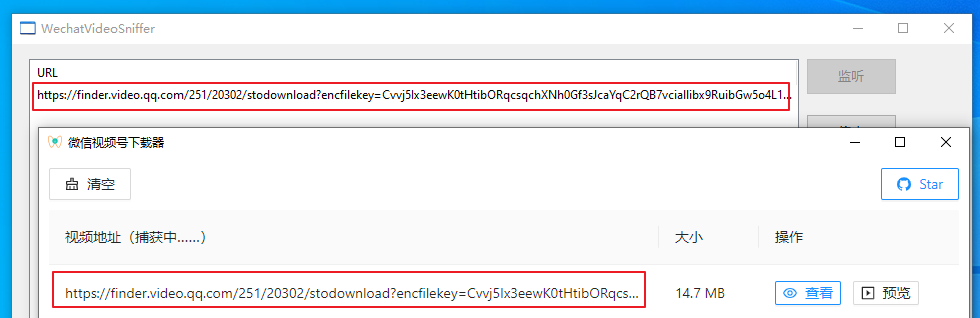 WechatVideoSniffer
URL
监听
https://finder.video.qq.com/251/20302/stodownload?encfilekey=Cvvj5Ix3eewK0tHtibORqcsqchXNh0Gf3sJcaYqC2rQB7vciallibx9RuibGw5o4L1...
微信视频号下载器
清空
Star
视频地址（捕获中……）
大小
操作
https://finder.video.qq.com/251/20302/stodownload?encfilekey=Cvvj5Ix3eewK0tHtibORqcs...
14.7 MB
查看
预览